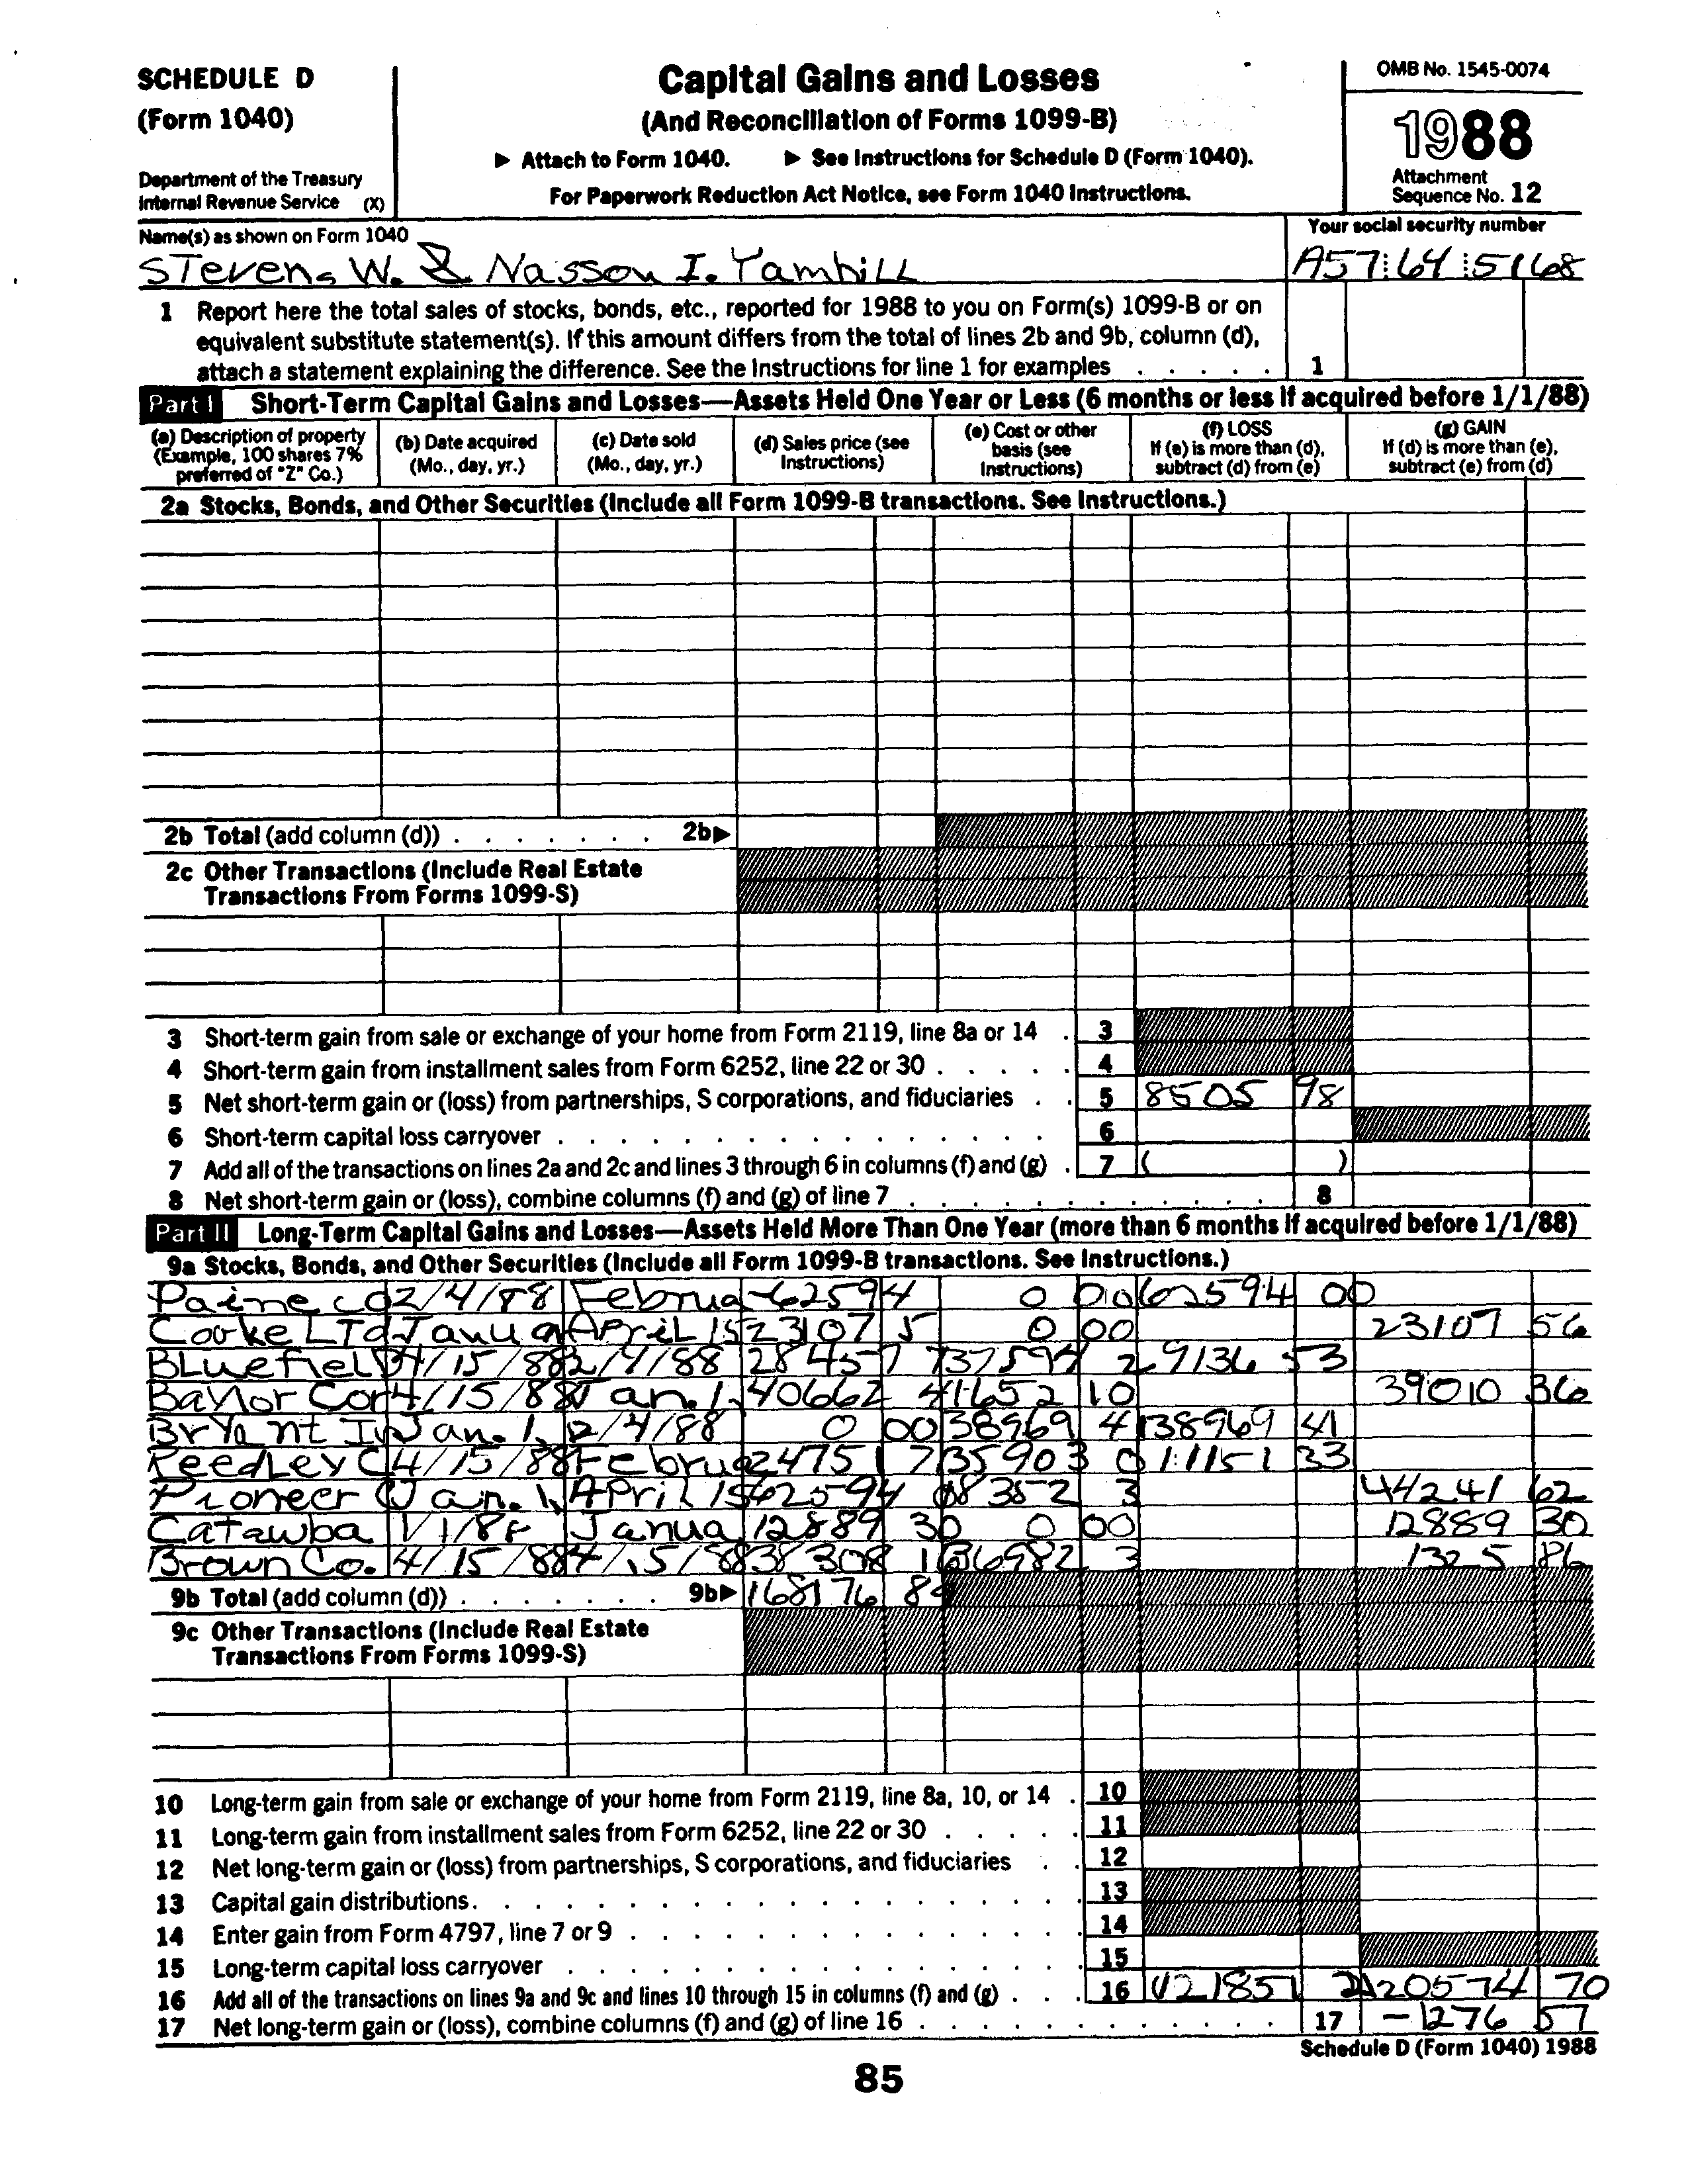 SCHEDULE D
(Form 1040)
Department of the Treasury
Internal Revenue Service (X)
Capital Gains and Losses
(And Reconciliation of Forms 1099-B)
▶ Attach to Form 1040. ▶ See Instructions for Schedule D (Form 1040).
For Paperwork Reduction Act Notice, see Form 1040 Instructions.
OMB No. 1545-0074
1988
Attachment
Sequence No. 12
Name(s) as shown on Form 1040
Steven W. & Nasson I. Yamhill
Your social security number
A57 64 5168
1 Report here the total sales of stocks, bonds, etc., reported for 1988 to you on Form(s) 1099-B or on
equivalent substitute statement(s). If this amount differs from the total of lines 2b and 9b, column (d),
attach a statement explaining the difference. See the Instructions for line 1 for examples . . . . . 1
Part I Short-Term Capital Gains and Losses—Assets Held One Year or Less (6 months or less if acquired before 1/1/88)
(a) Description of property
(Example, 100 shares 7%
preferred of "Z" Co.)
(b) Date acquired
(Mo., day, yr.)
(c) Date sold
(Mo., day, yr.)
(d) Sales price (see
Instructions)
(e) Cost or other
basis (see
Instructions)
(f) LOSS
If (e) is more than (d),
subtract (d) from (e)
(g) GAIN
If (d) is more than (e),
subtract (e) from (d)
2a Stocks, Bonds, and Other Securities (Include all Form 1099-B transactions. See Instructions.)
2b Total (add column (d)) . . . . . . . 2b▶
2c Other Transactions (Include Real Estate
Transactions From Forms 1099-S)
3 Short-term gain from sale or exchange of your home from Form 2119, line 8a or 14 . 3
4 Short-term gain from installment sales from Form 6252, line 22 or 30 . . . . . 4
5 Net short-term gain or (loss) from partnerships, S corporations, and fiduciaries . . 5 8505 98
6 Short-term capital loss carryover . . . . . . . . . . . . . . . . 6
7 Add all of the transactions on lines 2a and 2c and lines 3 through 6 in columns (f) and (g) . 7 ( )
8 Net short-term gain or (loss), combine columns (f) and (g) of line 7 . . . . . . . . . . . . 8
Part II Long-Term Capital Gains and Losses—Assets Held More Than One Year (more than 6 months if acquired before 1/1/88)
9a Stocks, Bonds, and Other Securities (Include all Form 1099-B transactions. See Instructions.)
Paine Co 2/4/88 Februa -62594 0 00 62594 00
Cooke LTd Janua April 15 23107 5 0 00 23107 56
Bluefield 4/15/88 2/4/88 28457 7 37594 2 9136 53
Baylor Cor 4/15/88 Jan. 1, 40662 4 1652 10 39010 36
Bryant In Jan. 1, 2/4/88 0 00 38969 4 38969 41
Reedley C 4/15/88 Februa 24751 7 35903 0 11151 33
Pioneer C Jan. 1, April 15 62594 18352 3 44241 62
Catawba 1/1/88 Janua 12889 30 0 00 12889 30
Brown Co. 4/15/88 4/15/88 38308 1 36982 3 1325 86
9b Total (add column (d)) . . . . . . . 9b▶ 168176 84
9c Other Transactions (Include Real Estate
Transactions From Forms 1099-S)
10 Long-term gain from sale or exchange of your home from Form 2119, line 8a, 10, or 14 . 10
11 Long-term gain from installment sales from Form 6252, line 22 or 30 . . . . . 11
12 Net long-term gain or (loss) from partnerships, S corporations, and fiduciaries . . 12
13 Capital gain distributions. . . . . . . . . . . . . . . . . . . 13
14 Enter gain from Form 4797, line 7 or 9 . . . . . . . . . . . . . 14
15 Long-term capital loss carryover . . . . . . . . . . . . . . . . 15
16 Add all of the transactions on lines 9a and 9c and lines 10 through 15 in columns (f) and (g) . . . 16 (121851 2 120574 70
17 Net long-term gain or (loss), combine columns (f) and (g) of line 16 . . . . . . . . . . . . 17 -1276 57
Schedule D (Form 1040) 1988
85